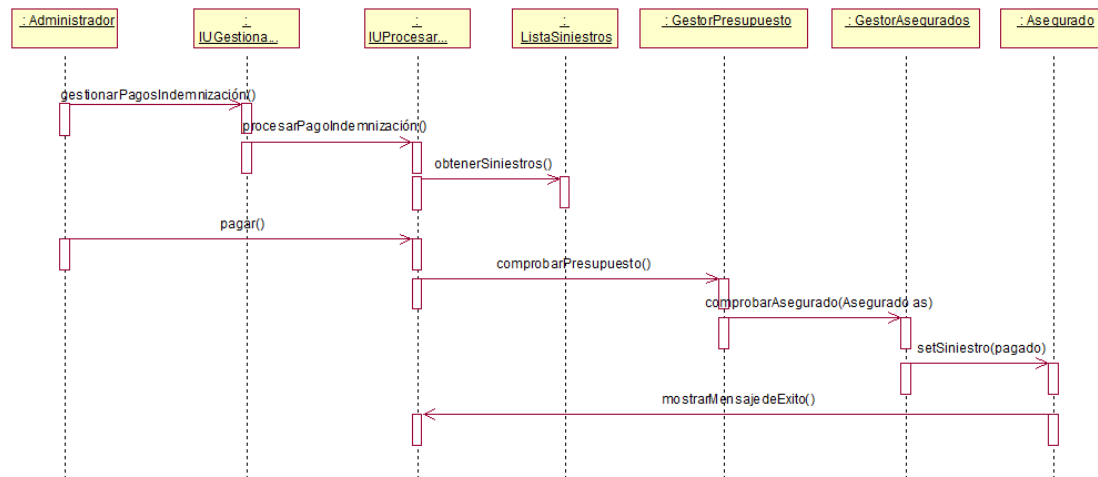 : Administrador
:
IUGestiona...
:
IUProcesar...
:
ListaSiniestros
: GestorPresupuesto
: GestorAsegurados
: Asegurado
gestionarPagosIndemnización()
procesarPagoIndemnización()
obtenerSiniestros()
pagar()
comprobarPresupuesto()
comprobarAsegurado(Asegurado as)
setSiniestro(pagado)
mostrarMensajedeExito()